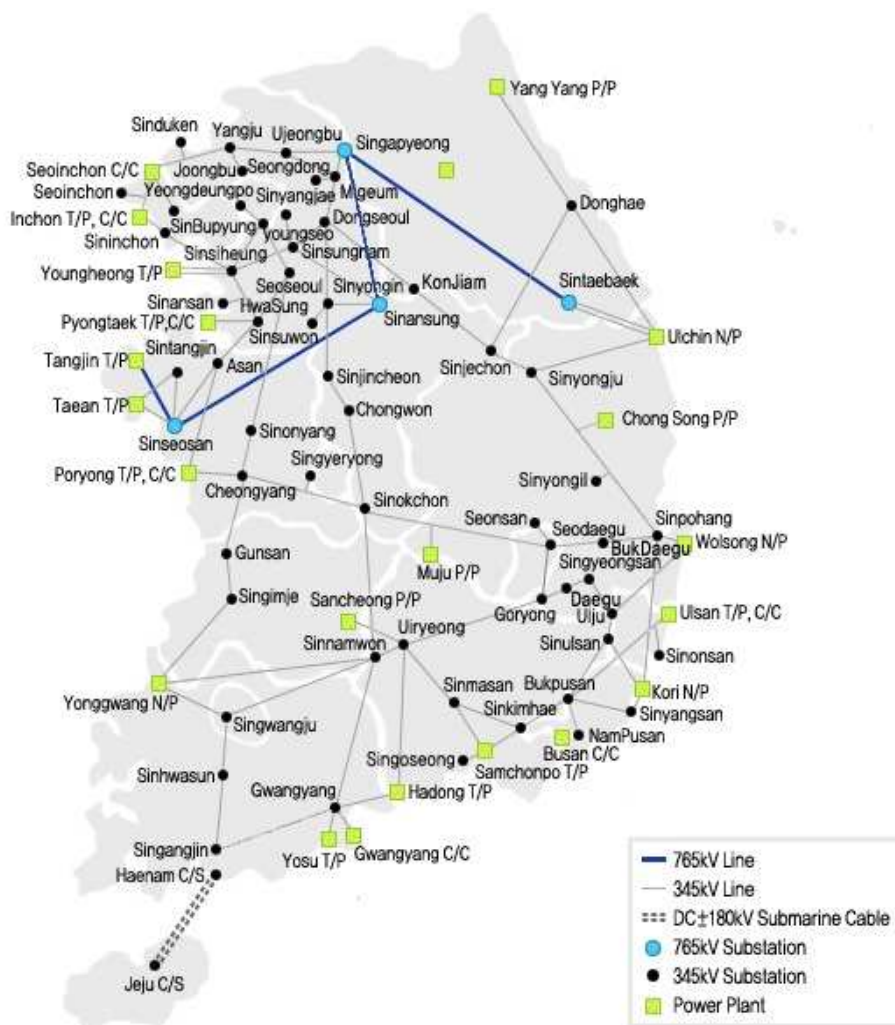 Yang Yang P/P
Sinduken
Yangju
Ujeongbu
Singapyeong
Seoinchon C/C
Joongbu
Seongdong
Migeum
Seoinchon
Yeongdeungpo
Sinyangjae
Donghae
Inchon T/P, C/C
SinBupyung
youngseo
Dongseoul
Sininchon
Sinsiheung
Sinsungnam
Youngheong T/P
Seoseoul
Sinyongin
KonJiam
Sintaebaek
Sinansan
HwaSung
Sinansung
Pyongtaek T/P,C/C
Sinsuwon
Ulchin N/P
Sintangjin
Tangjin T/P
Asan
Sinjincheon
Sinjechon
Sinyongju
Taean T/P
Chongwon
Chong Song P/P
Sinseosan
Sinonyang
Singyeryong
Poryong T/P, C/C
Cheongyang
Sinyongil
Sinokchon
Seonsan
Seodaegu
Sinpohang
BukDaegu
Wolsong N/P
Gunsan
Muju P/P
Singyeongsan
Singimje
Sancheong P/P
Goryong
Daegu
Ulju
Ulsan T/P, C/C
Uiryeong
Sinnamwon
Sinulsan
Sinonsan
Yonggwang N/P
Sinmasan
Bukpusan
Kori N/P
Singwangju
Sinkimhae
Sinyangsan
NamPusan
Singoseong
Busan C/C
Samchonpo T/P
Sinhwasun
Gwangyang
Hadong T/P
Singangjin
Yosu T/P
Gwangyang C/C
Haenam C/S
Jeju C/S
765kV Line
345kV Line
DC±180kV Submarine Cable
765kV Substation
345kV Substation
Power Plant